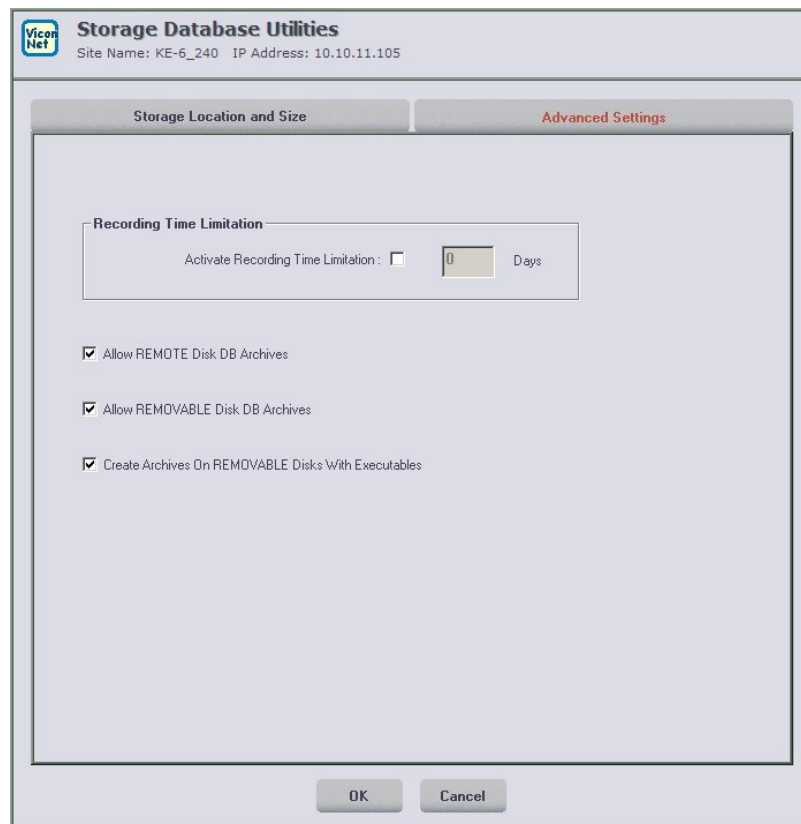 Vicon
Net
Storage Database Utilities
Site Name: KE-6_240 IP Address: 10.10.11.105
Storage Location and Size
Advanced Settings
Recording Time Limitation
Activate Recording Time Limitation : 0 Days
Allow REMOTE Disk DB Archives
Allow REMOVABLE Disk DB Archives
Create Archives On REMOVABLE Disks With Executables
OK
Cancel